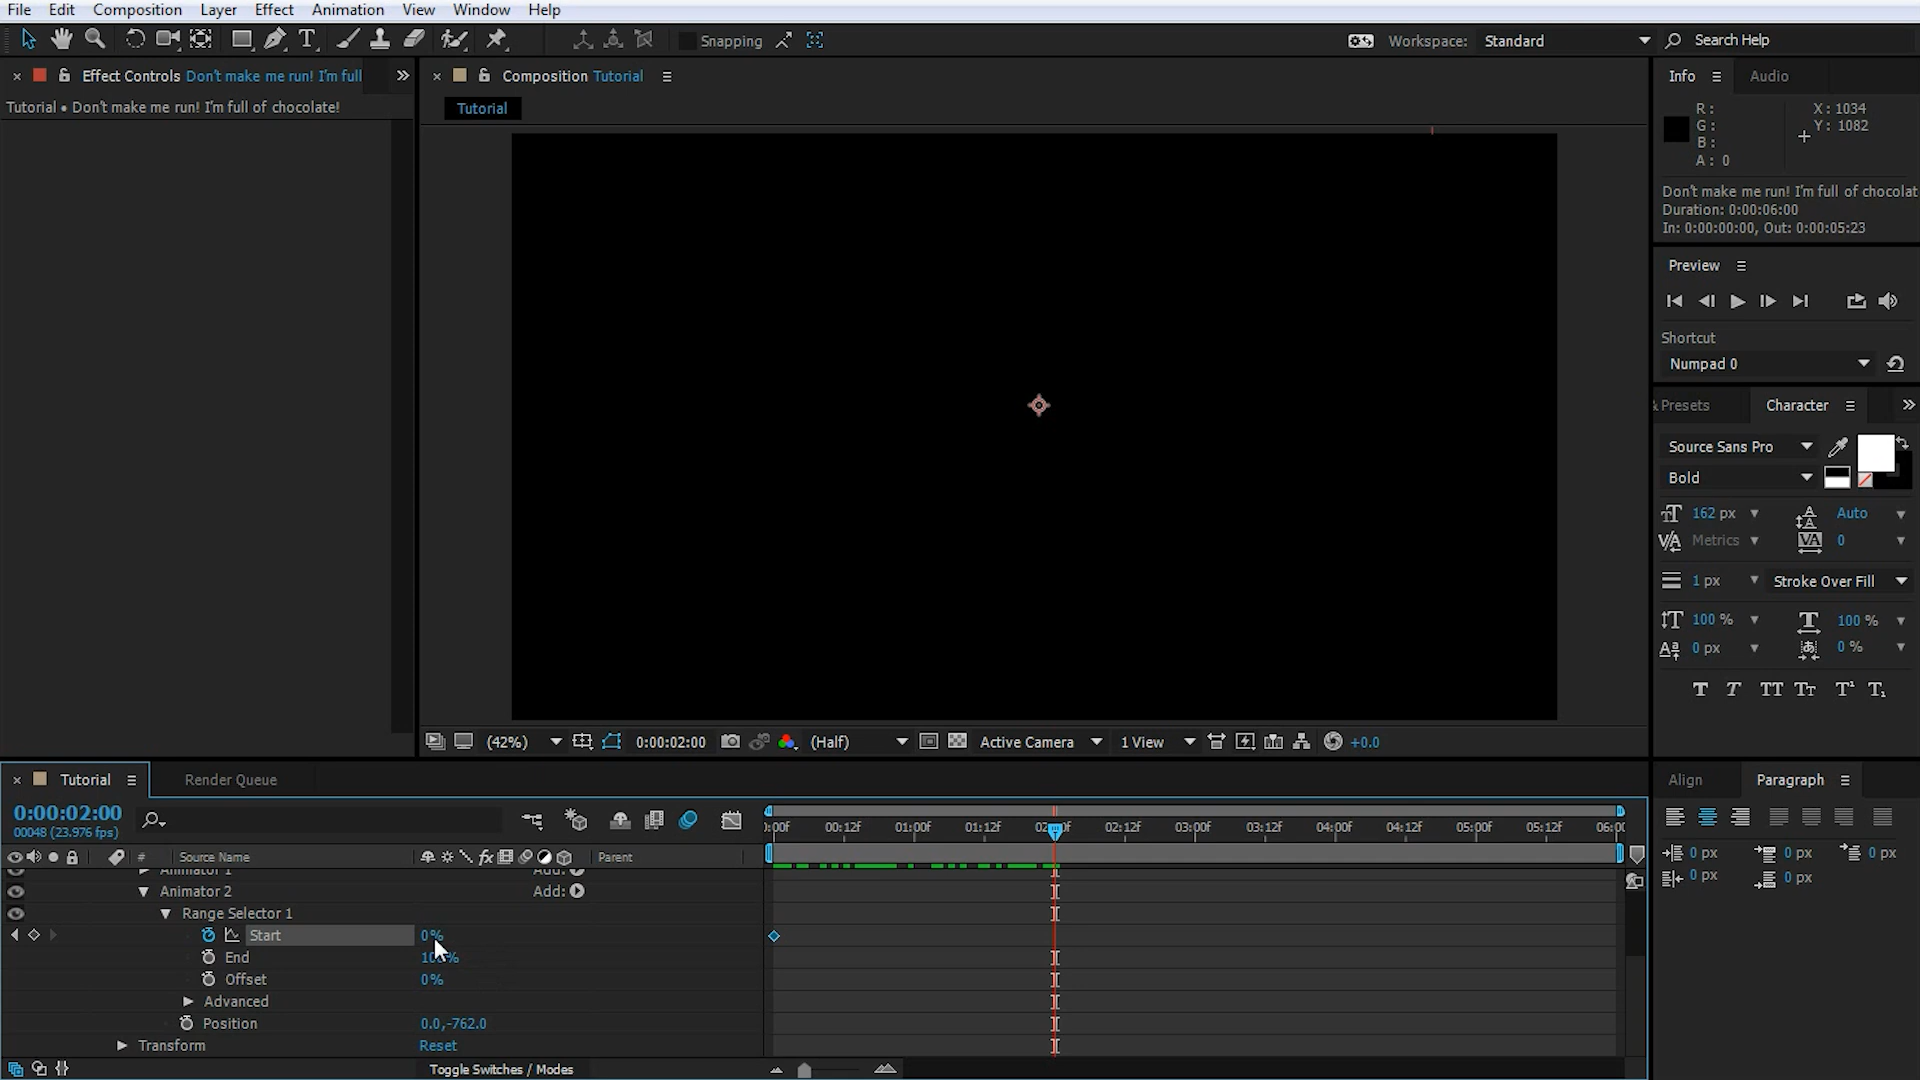 File Edit Composition Layer Effect Animation View Window Help
Snapping
Workspace: Standard
Search Help
Effect Controls Don't make me run! I'm full
Composition Tutorial
Info Audio
Tutorial • Don't make me run! I'm full of chocolate!
Tutorial
R :
G :
B :
A : 0
X : 1034
Y : 1082
Don't make me run! I'm full of chocolat
Duration: 0:00:06:00
In: 0:00:00:00, Out: 0:00:05:23
Preview
Shortcut
Numpad 0
& Presets Character
Source Sans Pro
Bold
162 px Auto
Metrics 0
1 px Stroke Over Fill
100 % 100 %
0 px 0 %
(42%) 0:00:02:00 (Half) Active Camera 1 View +0.0
Tutorial Render Queue
Align Paragraph
0:00:02:00
00048 (23.976 fps)
:00f 00:12f 01:00f 01:12f 02:00f 02:12f 03:00f 03:12f 04:00f 04:12f 05:00f 05:12f 06:0
# Source Name Parent
0 px 0 px 0 px
0 px 0 px
Animator 1 Add:
Animator 2 Add:
Range Selector 1
Start 0%
End 100%
Offset 0%
Advanced
Position 0.0,-762.0
Transform Reset
Toggle Switches / Modes